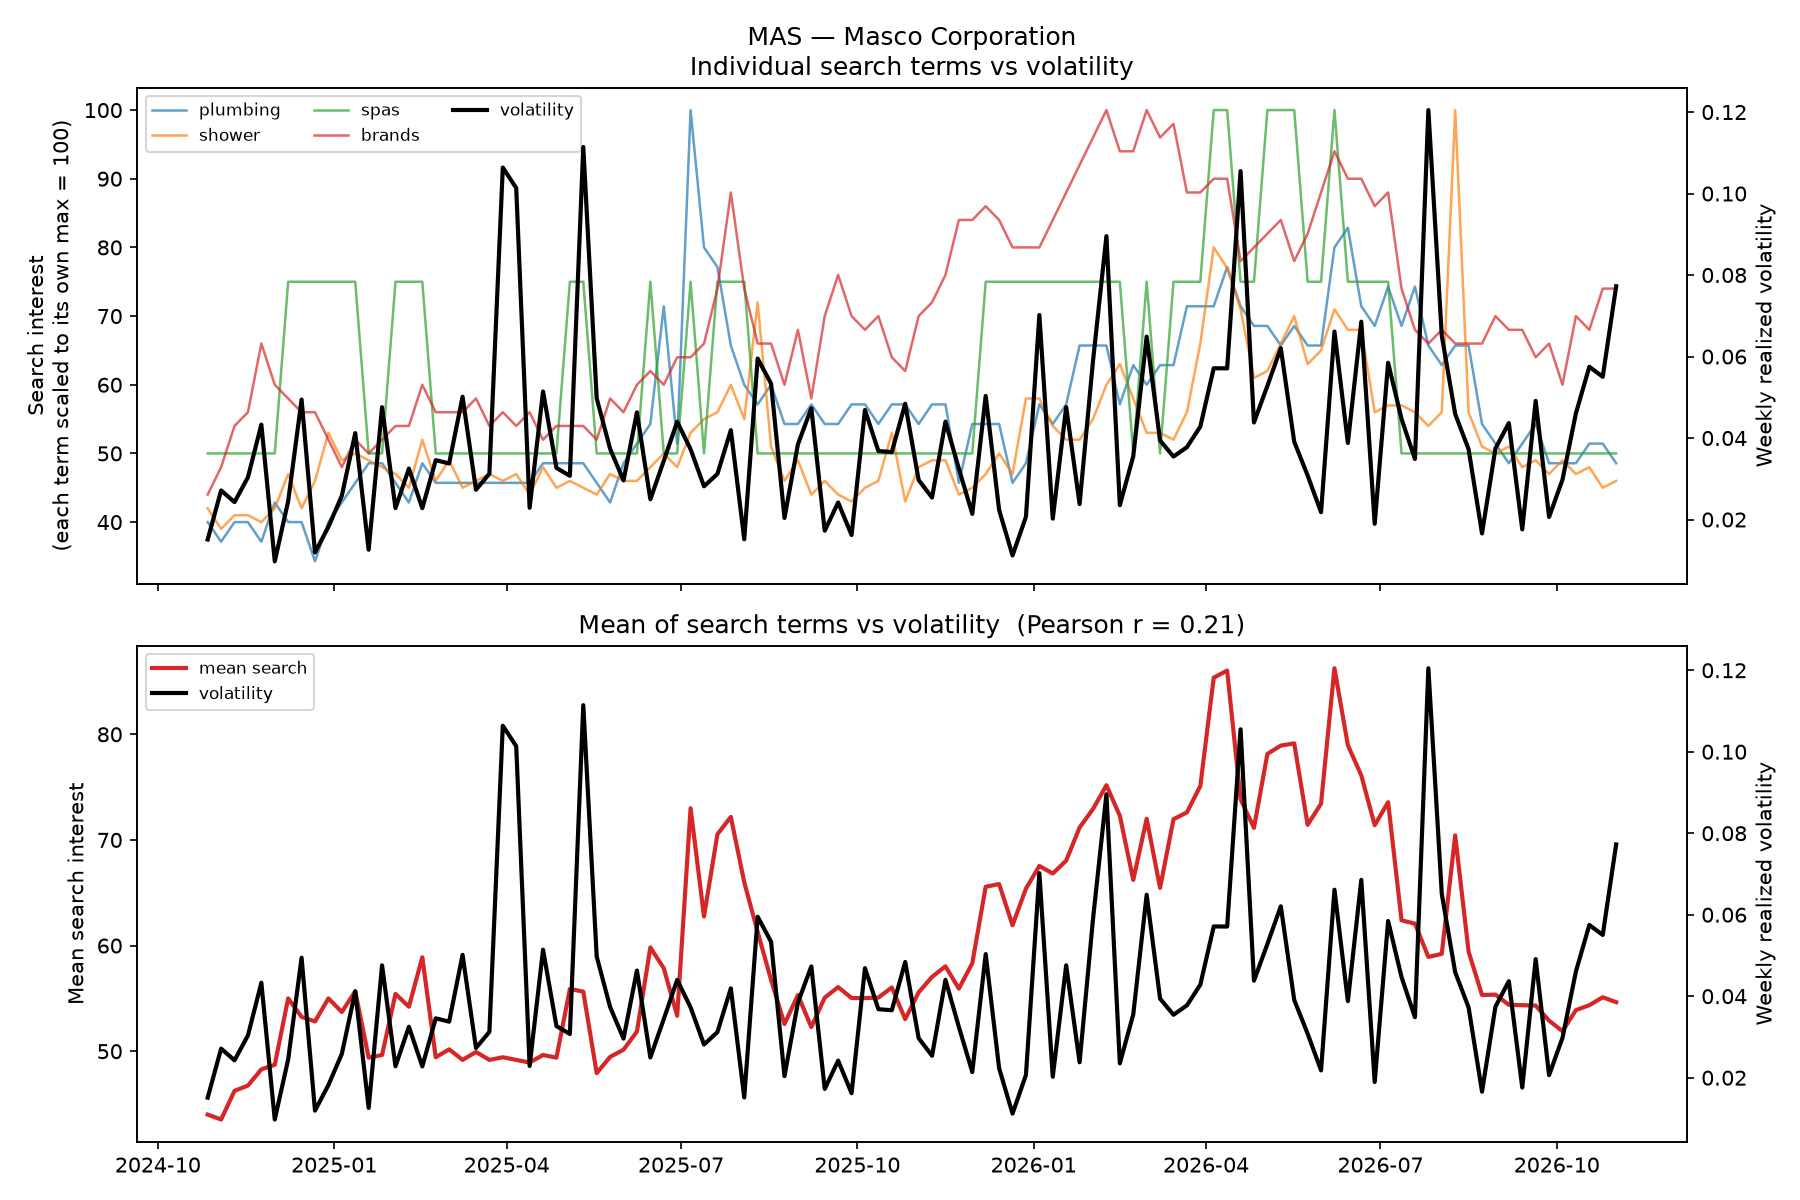 MAS — Masco Corporation
Individual search terms vs volatility
plumbing
shower
spas
brands
volatility
Search interest
(each term scaled to its own max = 100)
100
90
80
70
60
50
40
0.12
0.10
0.08
0.06
0.04
0.02
Weekly realized volatility
Mean of search terms vs volatility  (Pearson r = 0.21)
mean search
volatility
Mean search interest
80
70
60
50
0.12
0.10
0.08
0.06
0.04
0.02
Weekly realized volatility
2024-10 2025-01 2025-04 2025-07 2025-10 2026-01 2026-04 2026-07 2026-10